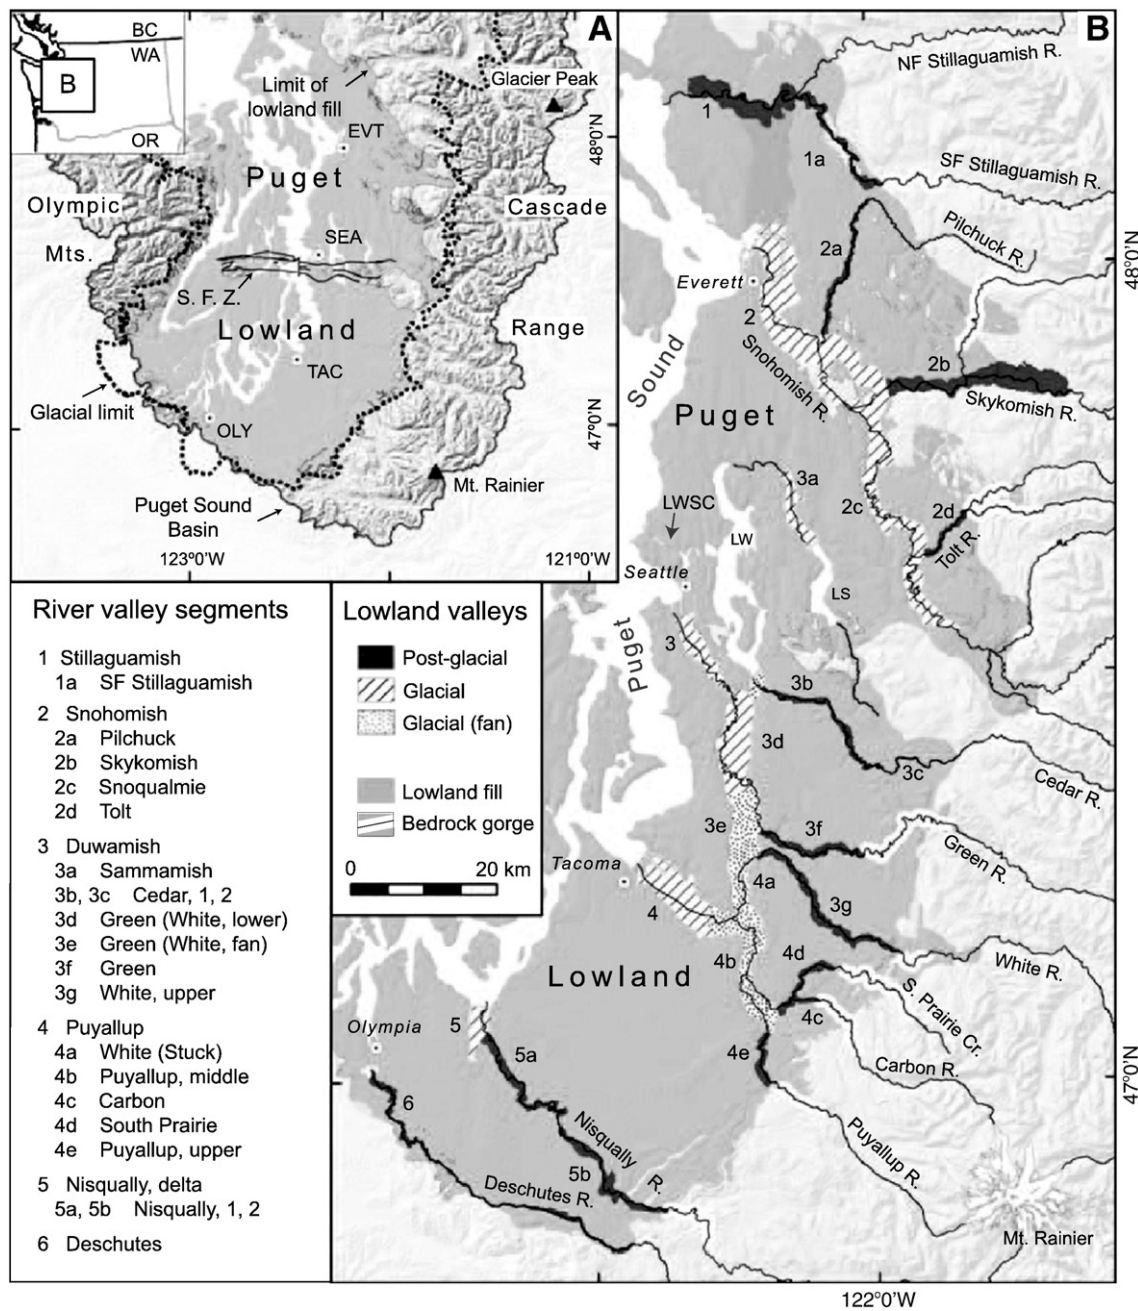 A
BC
WA
B
OR
Limit of
lowland fill
Glacier Peak
EVT
48°0'N
Puget
Olympic
Mts.
Cascade
SEA
S. F. Z.
Lowland
Range
TAC
Glacial limit
OLY
47°0'N
Mt. Rainier
Puget Sound
Basin
123°0'W
121°0'W
B
NF Stillaguamish R.
1
1a
SF Stillaguamish R.
Pilchuck R.
2a
48°0'N
Everett
2
Snohomish R.
2b
Skykomish R.
Sound
Puget
3a
2c
2d
Tolt R.
LWSC
LW
Seattle
LS
Puget
3
3b
3d
3c
Cedar R.
3e
3f
Green R.
Tacoma
4a
4
3g
4b
4d
White R.
Lowland
S. Prairie Cr.
4c
Olympia
5
5a
4e
Carbon R.
47°0'N
6
Nisqually
R.
Puyallup R.
5b
Deschutes R.
Mt. Rainier
122°0'W
River valley segments
1 Stillaguamish
1a SF Stillaguamish
2 Snohomish
2a Pilchuck
2b Skykomish
2c Snoqualmie
2d Tolt
3 Duwamish
3a Sammamish
3b, 3c Cedar, 1, 2
3d Green (White, lower)
3e Green (White, fan)
3f Green
3g White, upper
4 Puyallup
4a White (Stuck)
4b Puyallup, middle
4c Carbon
4d South Prairie
4e Puyallup, upper
5 Nisqually, delta
5a, 5b Nisqually, 1, 2
6 Deschutes
Lowland valleys
Post-glacial
Glacial
Glacial (fan)
Lowland fill
Bedrock gorge
0 20 km